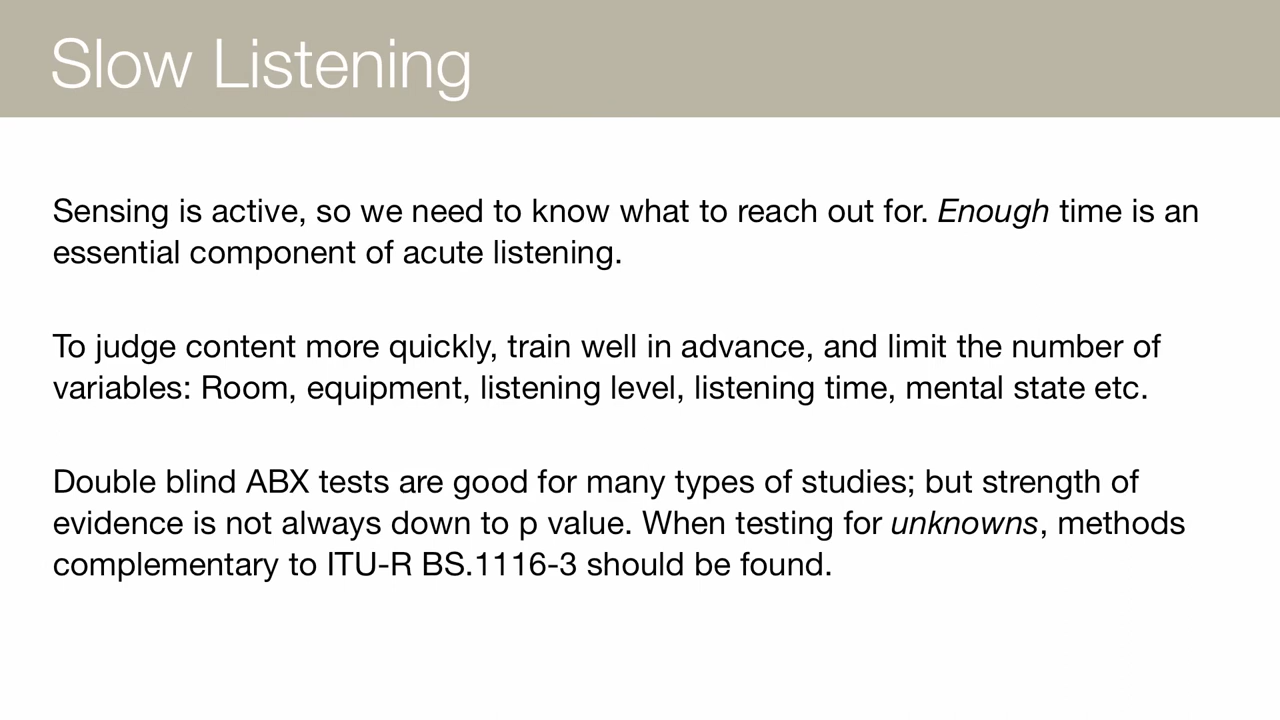 Slow Listening
Sensing is active, so we need to know what to reach out for. Enough time is an
essential component of acute listening.
To judge content more quickly, train well in advance, and limit the number of
variables: Room, equipment, listening level, listening time, mental state etc.
Double blind ABX tests are good for many types of studies; but strength of
evidence is not always down to p value. When testing for unknowns, methods
complementary to ITU-R BS.1116-3 should be found.